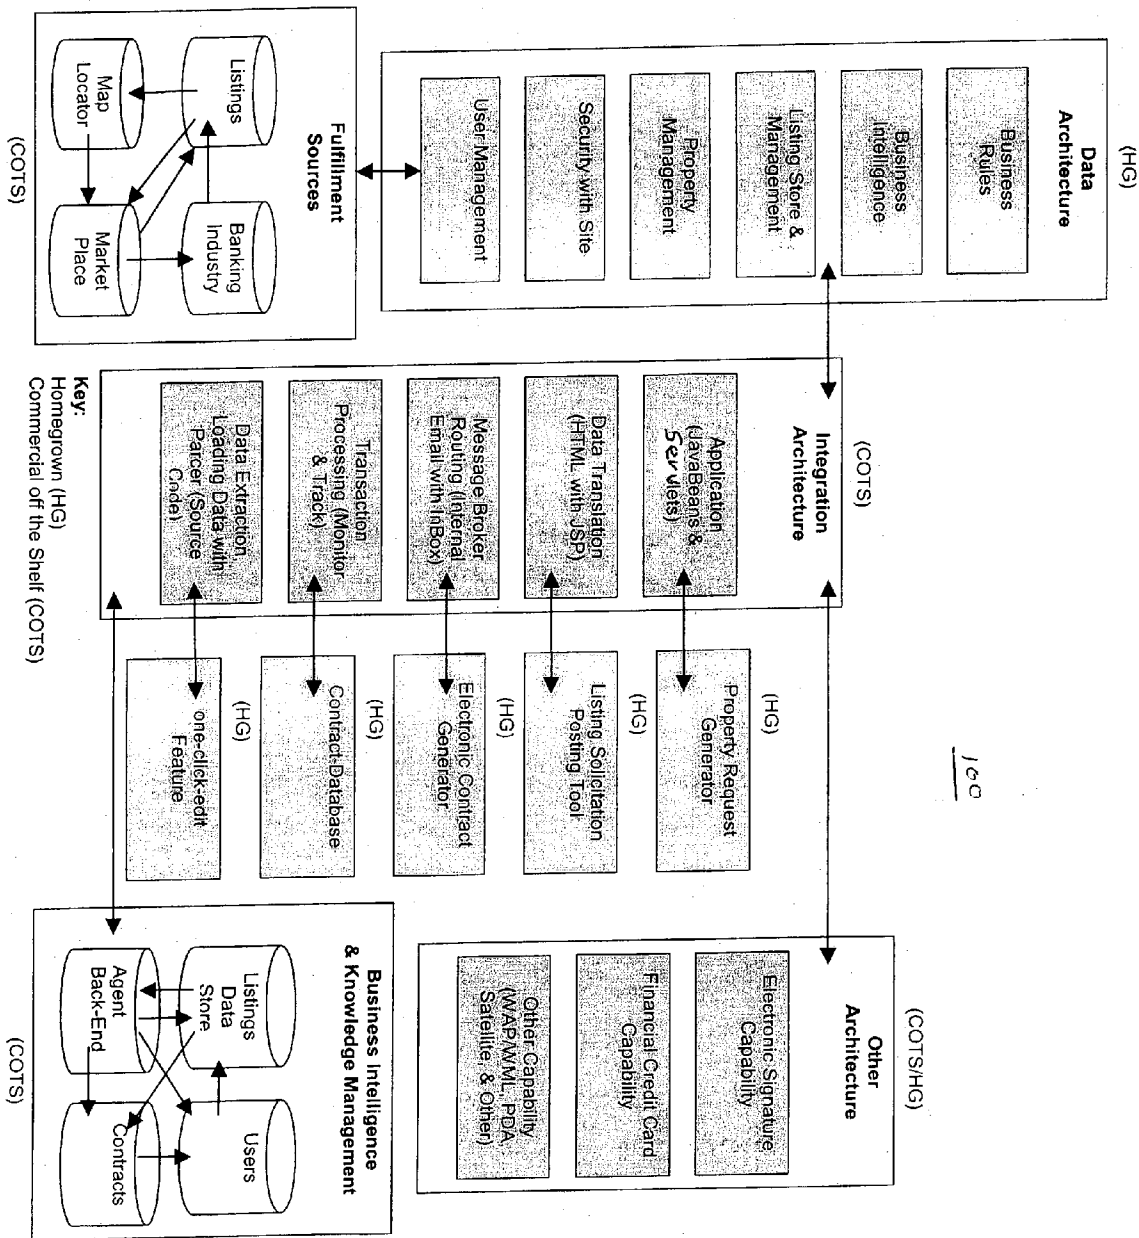 100
(HG)
Data
Architecture
Business
Rules
Business
Intelligence
Listing Store &
Management
Property
Management
Security with Site
User Management
Fulfillment
Sources
Listings
Banking
Industry
Map
Locator
Market
Place
(COTS)
(COTS)
Integration
Architecture
Application
(JavaBeans &
Servlets)
Data Translation
(HTML with JSP)
Message Broker
Routing (Internal
Email with InBox)
Transaction
Processing (Monitor
& Track)
Data Extraction,
Loading Data with
Parcer (Source
Code)
Key:
Homegrown (HG)
Commercial off the Shelf (COTS)
(HG)
Property Request
Generator
(HG)
Listing Solicitation
Posting Tool
(HG)
Electronic Contract
Generator
(HG)
Contract-Database
(HG)
one-click-edit
Feature
(COTS/HG)
Other
Architecture
Electronic Signature
Capability
Financial Credit Card
Capability
Other Capability
(WAP/WML, PDA,
Satellite, & Other)
Business Intelligence
& Knowledge Management
Listings
Data
Store
Users
Agent
Back-End
Contracts
(COTS)